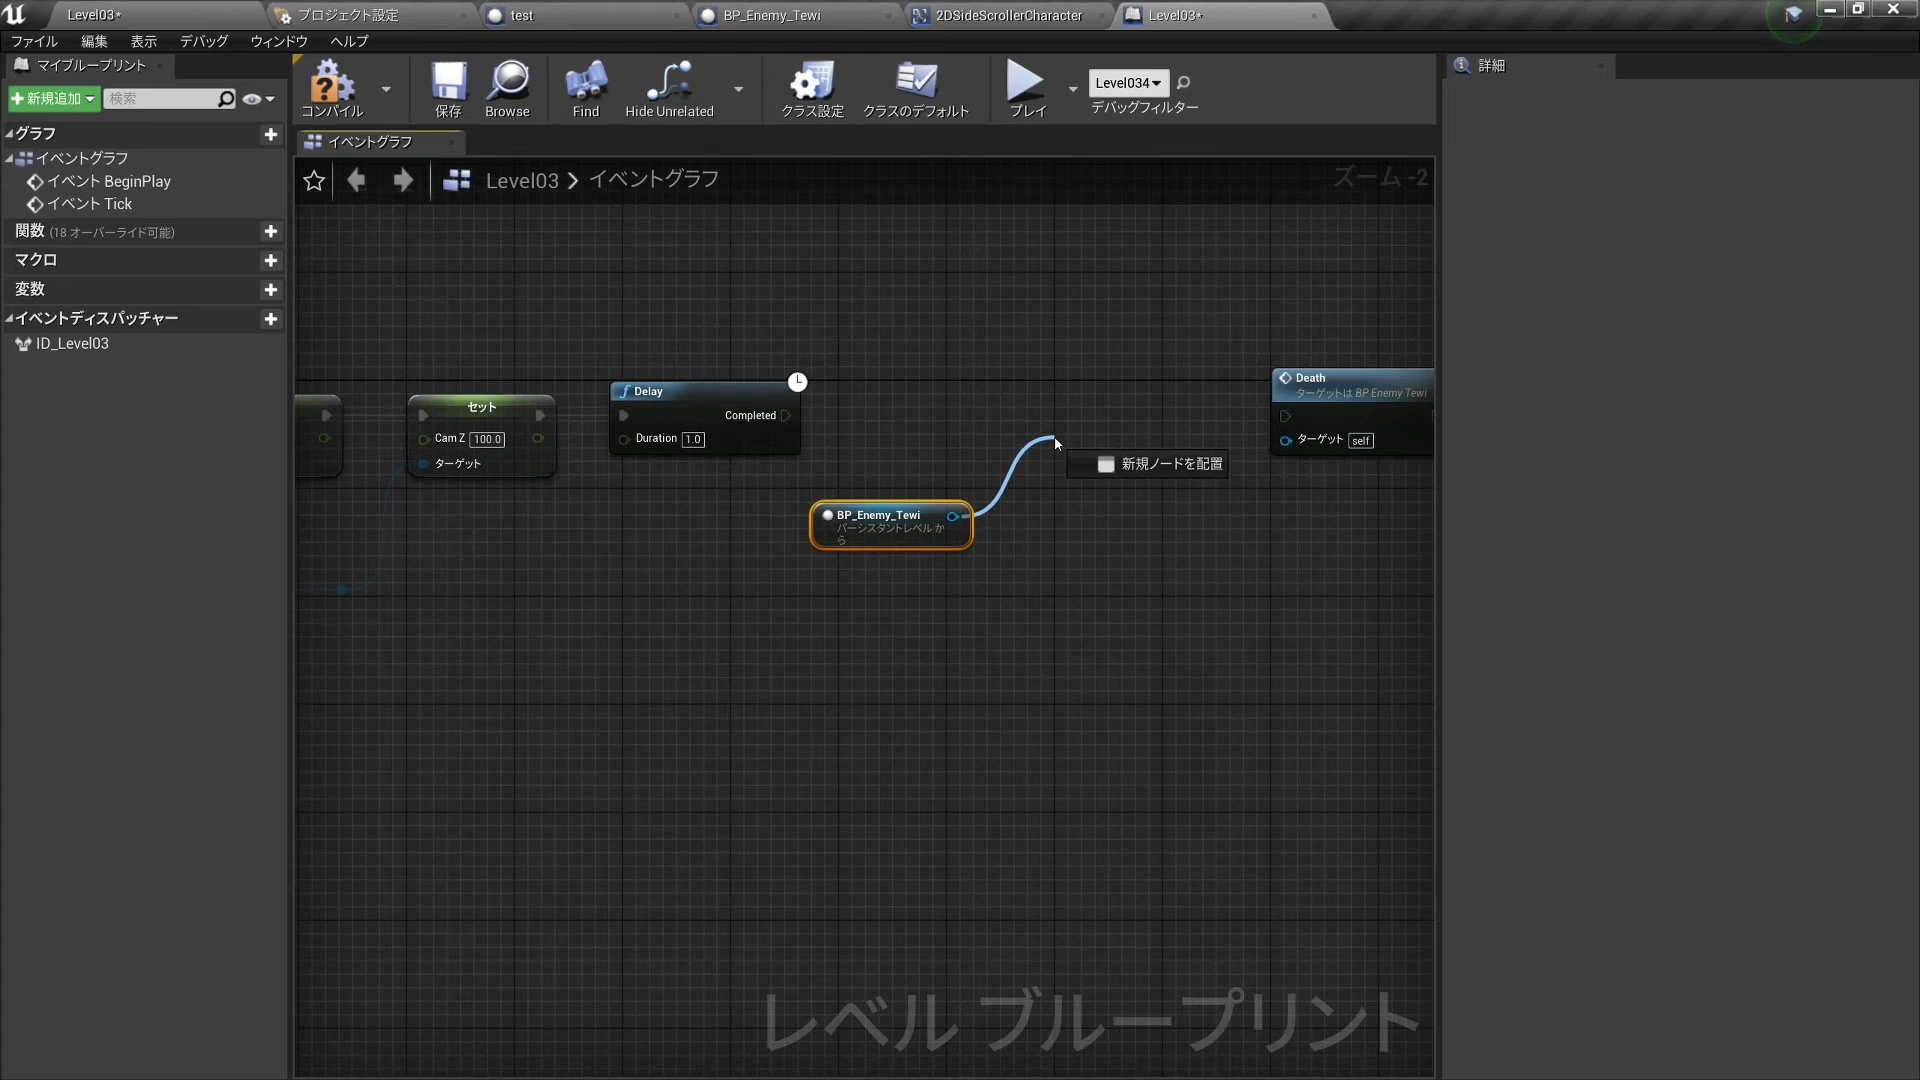 Level03*
プロジェクト設定
test
BP_Enemy_Tewi
2DSideScrollerCharacter
Level03*
ファイル
編集
表示
デバッグ
ウィンドウ
ヘルプ
マイブループリント
詳細
新規追加
検索
コンパイル
保存
Browse
Find
Hide Unrelated
クラス設定
クラスのデフォルト
プレイ
Level034
デバッグフィルター
グラフ
イベントグラフ
イベント BeginPlay
イベント Tick
関数 (18 オーバーライド可能)
マクロ
変数
イベントディスパッチャー
ID_Level03
イベントグラフ
Level03 > イベントグラフ
ズーム -2
セット
Cam Z 100.0
ターゲット
Delay
Completed
Duration 1.0
BP_Enemy_Tewi
パーシスタントレベル か
ら
新規ノードを配置
Death
ターゲットは BP Enemy Tewi
ターゲット self
レベル ブループリント